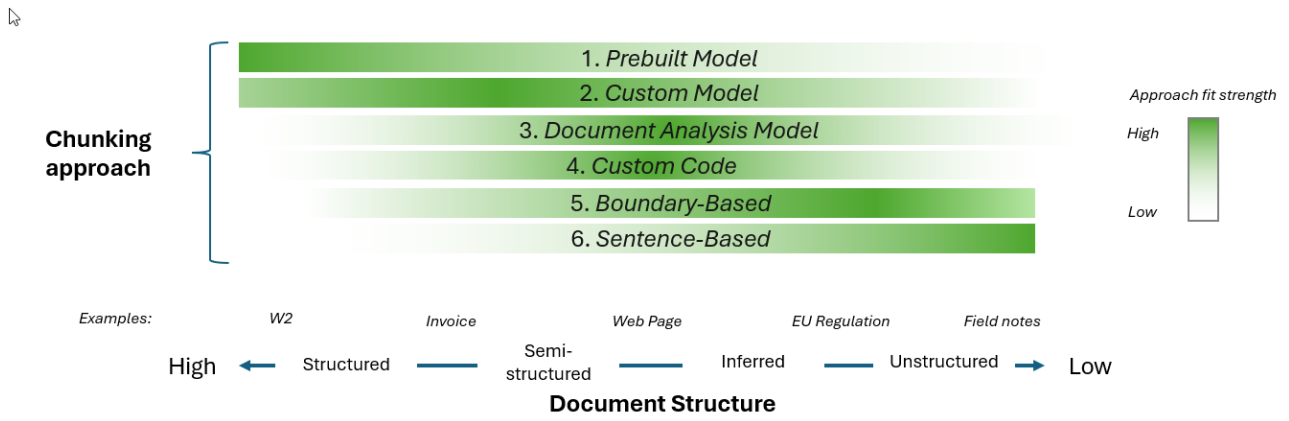 1. Prebuilt Model
2. Custom Model
3. Document Analysis Model
4. Custom Code
5. Boundary-Based
6. Sentence-Based
Chunking
approach
Approach fit strength
High
Low
Examples:
W2
Invoice
Web Page
EU Regulation
Field notes
High
Structured
Semi-
structured
Inferred
Unstructured
Low
Document Structure